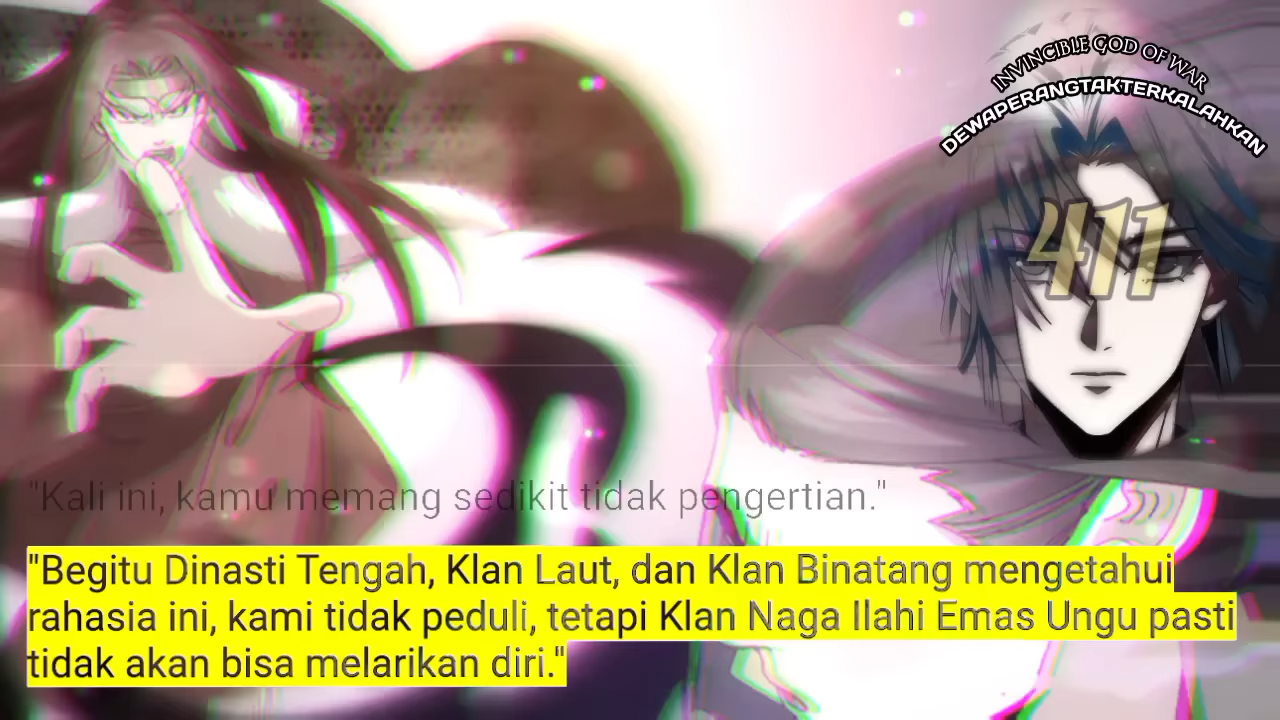 INVINCIBLE GOD OF WAR
DEWAPERANGTAKTERKALAHKAN
411
"Kali ini, kamu memang sedikit tidak pengertian."
"Begitu Dinasti Tengah, Klan Laut, dan Klan Binatang mengetahui
rahasia ini, kami tidak peduli, tetapi Klan Naga Ilahi Emas Ungu pasti
tidak akan bisa melarikan diri."